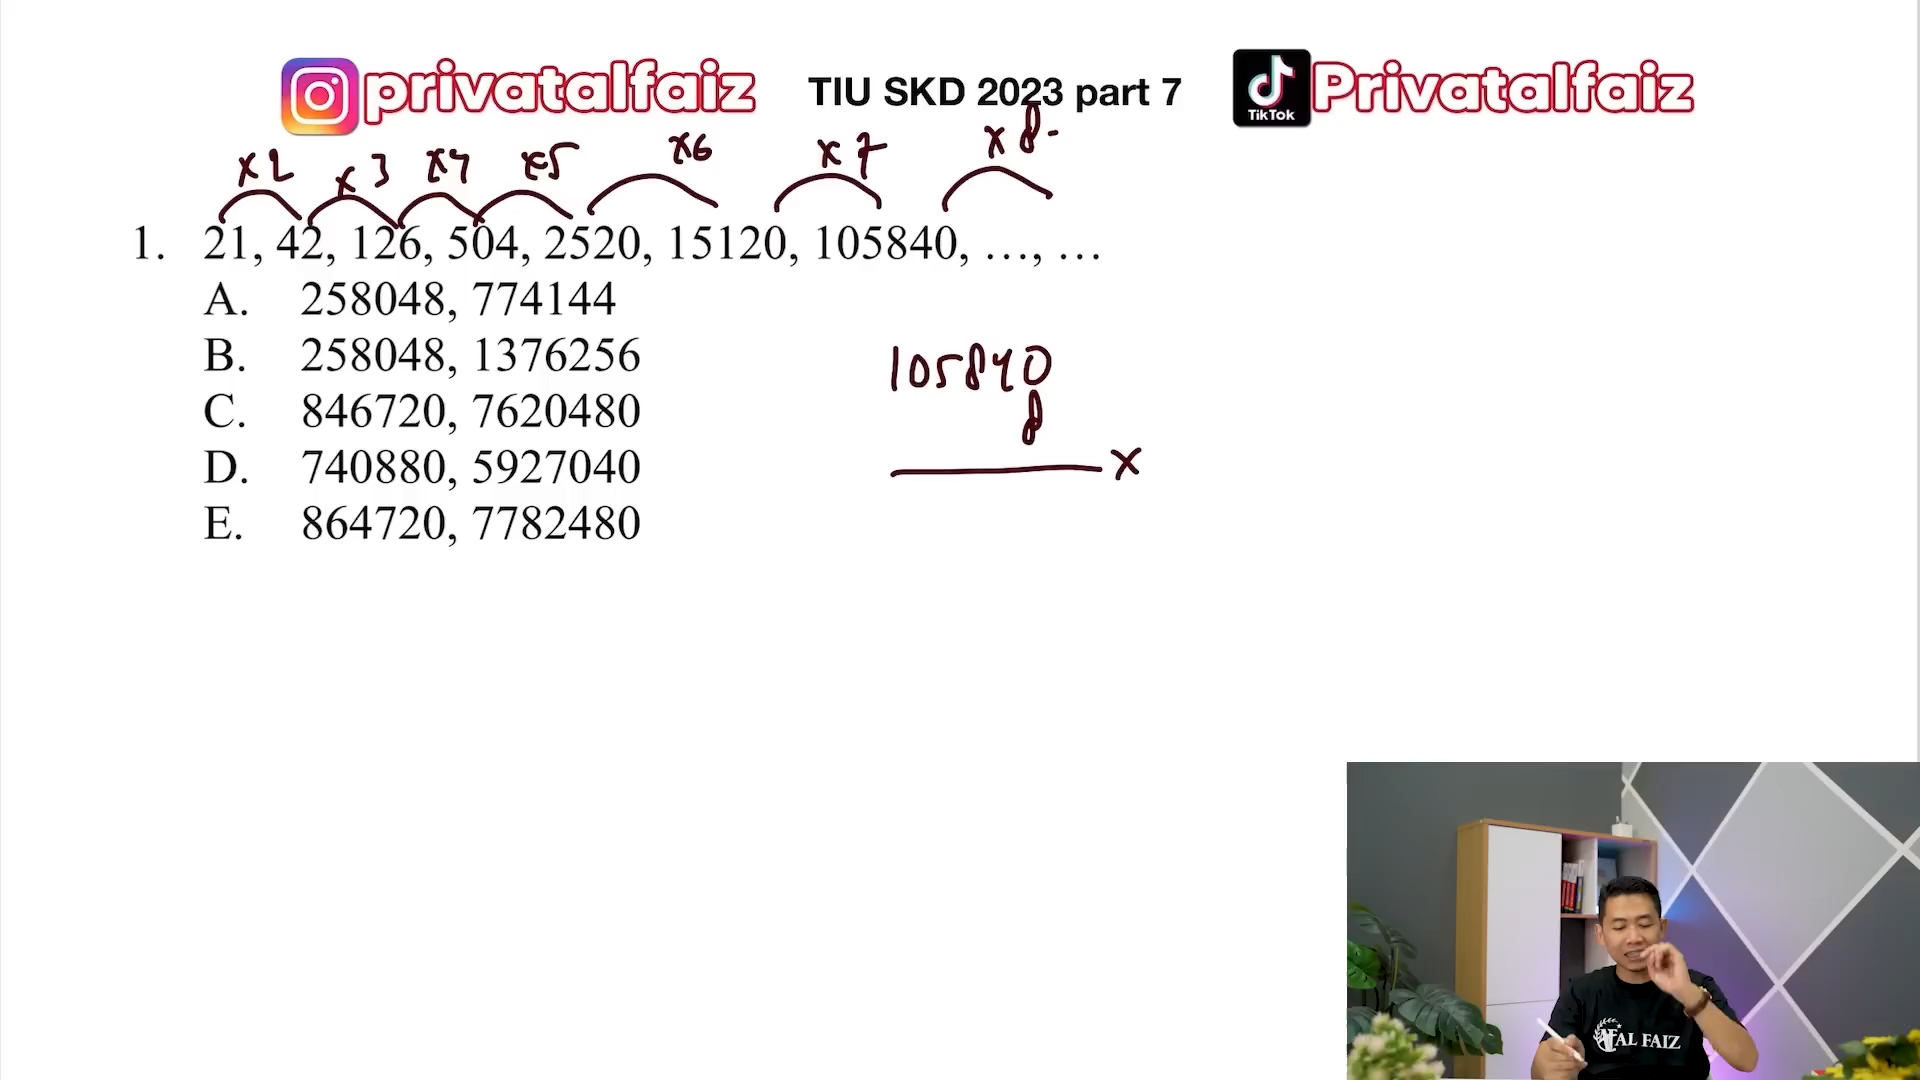 privatalfaiz TIU SKD 2023 part 7 TikTok Privatalfaiz
x2 x3 x4 x5 x6 x7 x8
1. 21, 42, 126, 504, 2520, 15120, 105840, ..., ...
A. 258048, 774144
B. 258048, 1376256
C. 846720, 7620480
D. 740880, 5927040
E. 864720, 7782480
105840
8
x
AL FAIZ